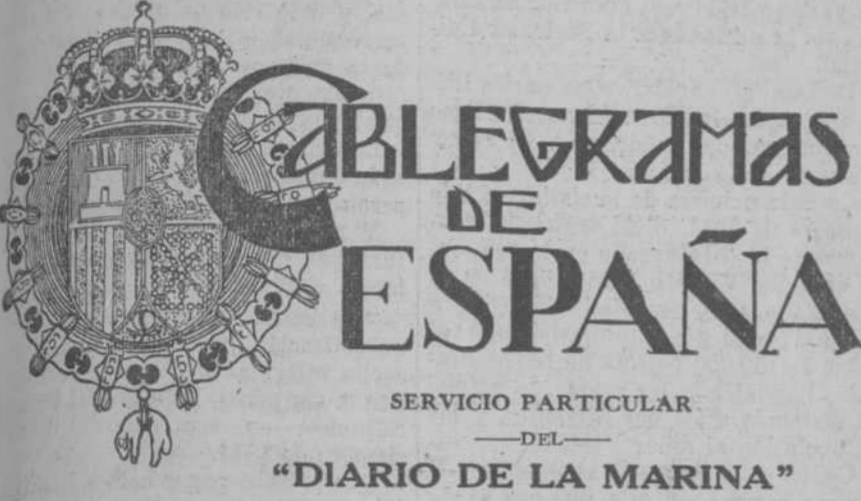 CABLEGRAMAS
DE
ESPAÑA
SERVICIO PARTICULAR
DEL
"DIARIO DE LA MARINA"